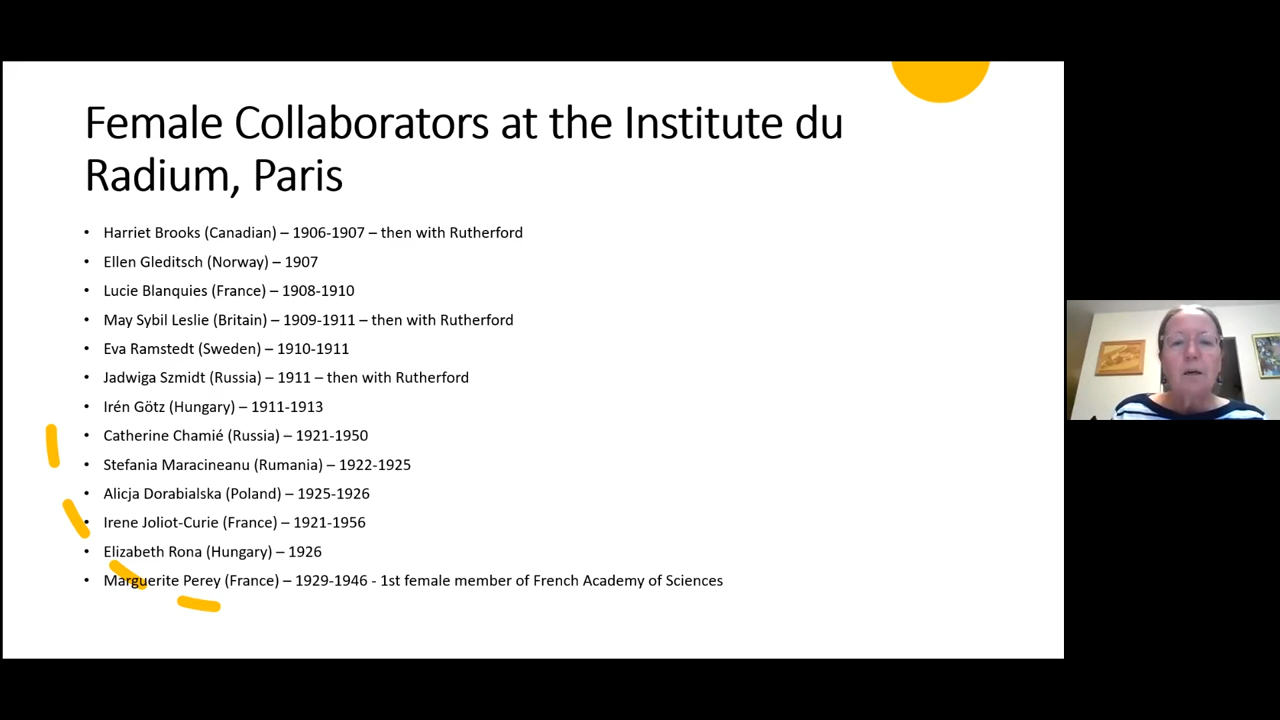 Female Collaborators at the Institute du
Radium, Paris
• Harriet Brooks (Canadian) – 1906-1907 – then with Rutherford
• Ellen Gleditsch (Norway) – 1907
• Lucie Blanquies (France) – 1908-1910
• May Sybil Leslie (Britain) – 1909-1911 – then with Rutherford
• Eva Ramstedt (Sweden) – 1910-1911
• Jadwiga Szmidt (Russia) – 1911 – then with Rutherford
• Irén Götz (Hungary) – 1911-1913
• Catherine Chamié (Russia) – 1921-1950
• Stefania Maracineanu (Rumania) – 1922-1925
• Alicja Dorabialska (Poland) – 1925-1926
• Irene Joliot-Curie (France) – 1921-1956
• Elizabeth Rona (Hungary) – 1926
• Marguerite Perey (France) – 1929-1946 - 1st female member of French Academy of Sciences